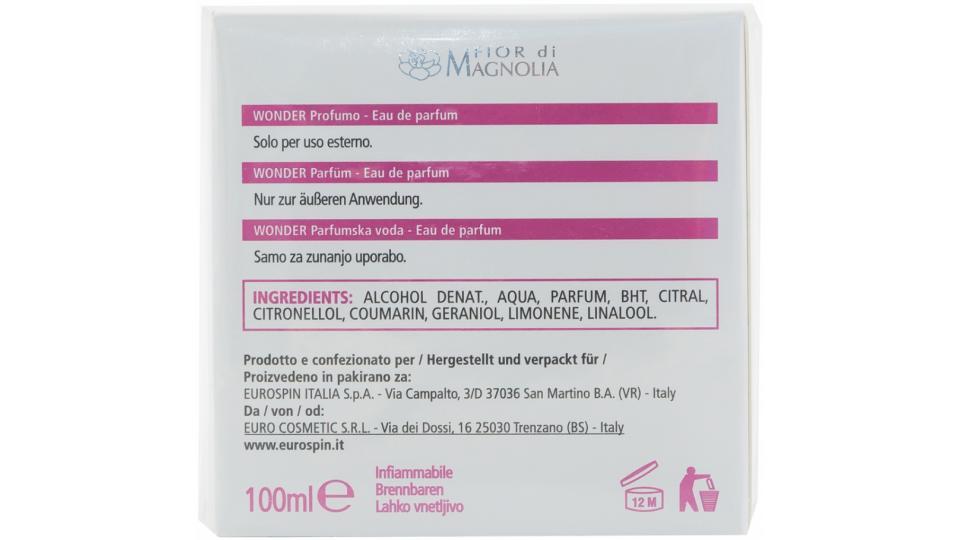 FIOR di
MAGNOLIA
WONDER Profumo - Eau de parfum
Solo per uso esterno.
WONDER Parfüm - Eau de parfum
Nur zur äußeren Anwendung.
WONDER Parfumska voda - Eau de parfum
Samo za zunanjo uporabo.
INGREDIENTS: ALCOHOL DENAT., AQUA, PARFUM, BHT, CITRAL,
CITRONELLOL, COUMARIN, GERANIOL, LIMONENE, LINALOOL.
Prodotto e confezionato per / Hergestellt und verpackt für /
Proizvedeno in pakirano za:
EUROSPIN ITALIA S.p.A. - Via Campalto, 3/D 37036 San Martino B.A. (VR) - Italy
Da / von / od:
EURO COSMETIC S.R.L. - Via dei Dossi, 16 25030 Trenzano (BS) - Italy
www.eurospin.it
100ml e
Infiammabile
Brennbaren
Lahko vnetljivo
12 M